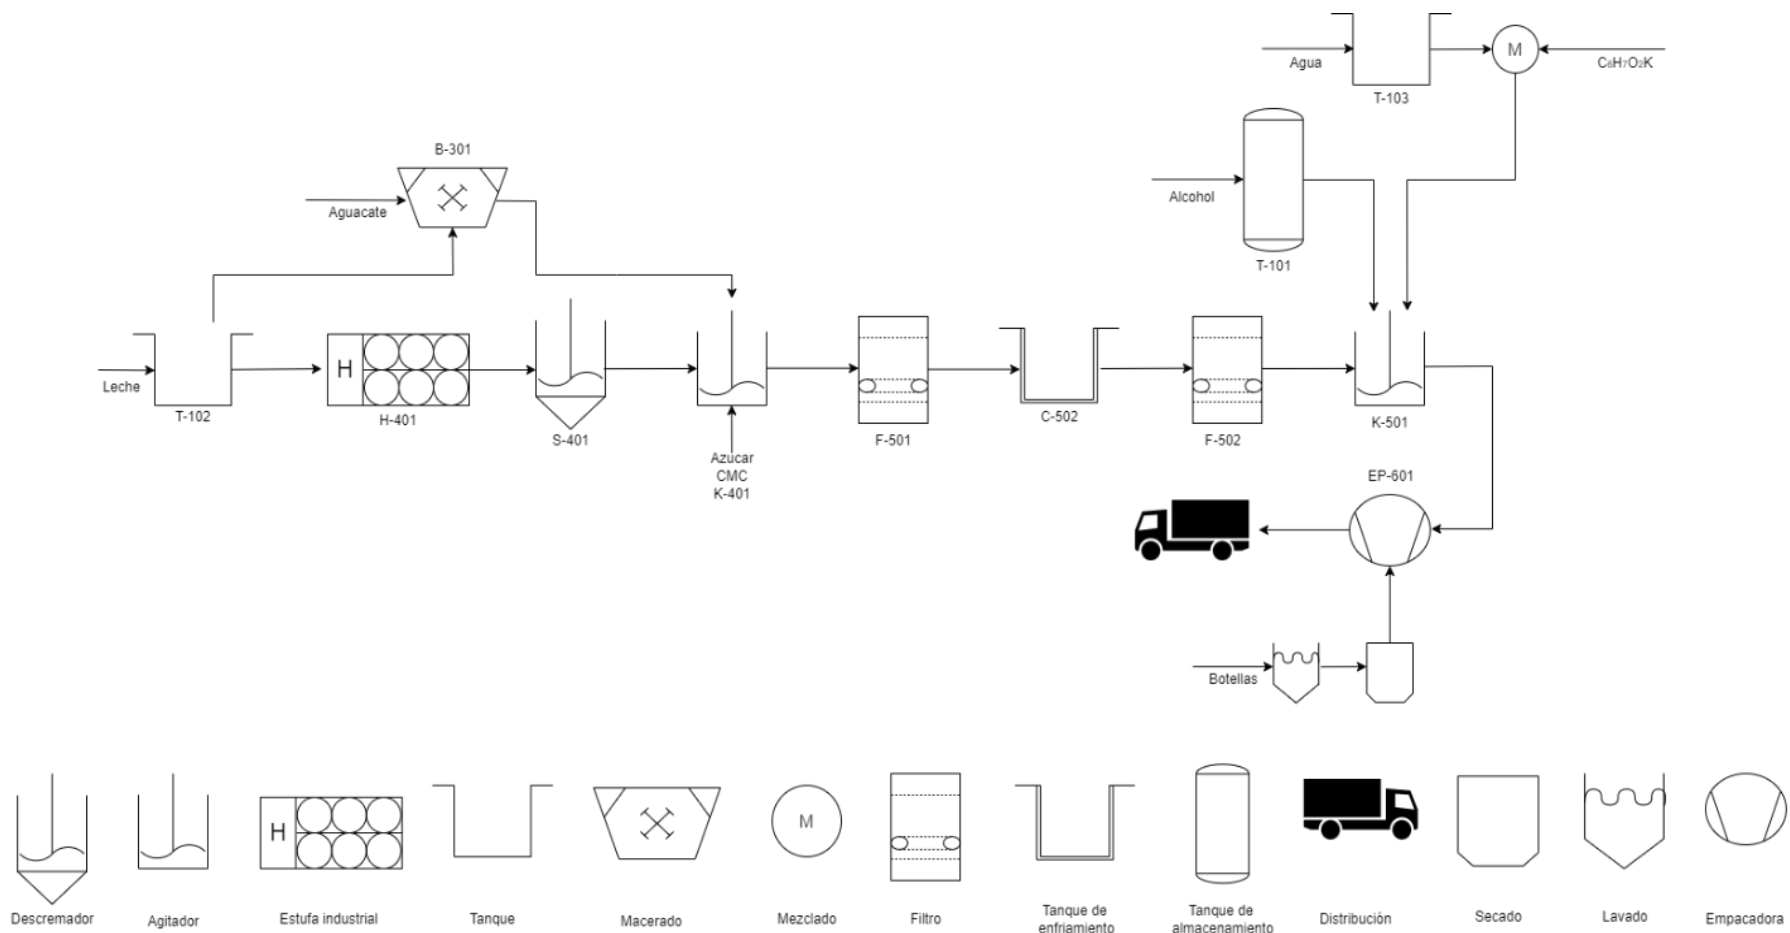 Agua
M
C₆H₇O₂K
T-103
B-301
Alcohol
Aguacate
T-101
Leche
H
T-102
H-401
S-401
Azucar
CMC
K-401
F-501
C-502
F-502
K-501
EP-601
Botellas
H
M
Descremador
Agitador
Estufa industrial
Tanque
Macerado
Mezclado
Filtro
Tanque de
enfriamiento
Tanque de
almacenamiento
Distribución
Secado
Lavado
Empacadora